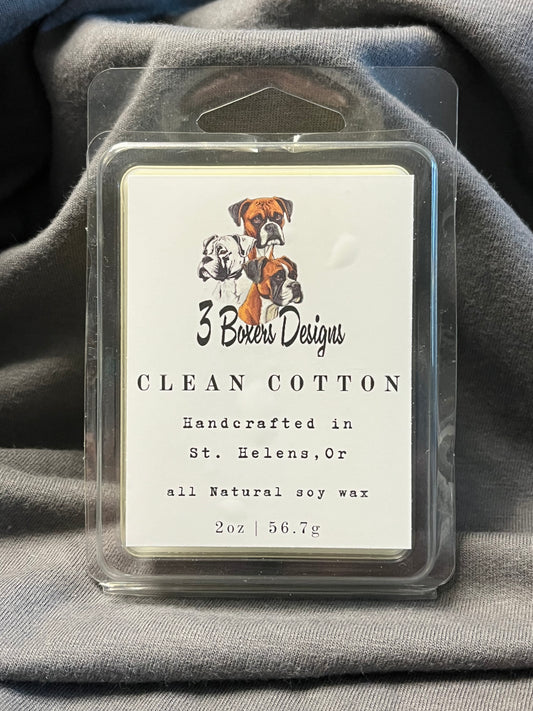 3 Boxers Designs
CLEAN COTTON
Handcrafted in
St. Helens,Or
all Natural soy wax
2oz | 56.7g